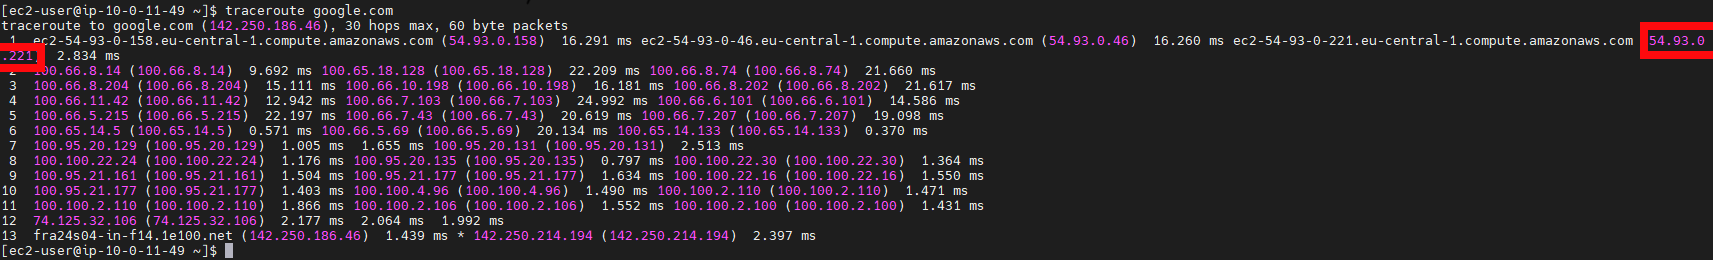 [ec2-user@ip-10-0-11-49 ~]$ traceroute google.com
traceroute to google.com (142.250.186.46), 30 hops max, 60 byte packets
 1  ec2-54-93-0-158.eu-central-1.compute.amazonaws.com (54.93.0.158)  16.291 ms ec2-54-93-0-46.eu-central-1.compute.amazonaws.com (54.93.0.46)  16.260 ms ec2-54-93-0-221.eu-central-1.compute.amazonaws.com 54.93.0
.221  2.834 ms
 2  100.66.8.14 (100.66.8.14)  9.692 ms 100.65.18.128 (100.65.18.128)  22.209 ms 100.66.8.74 (100.66.8.74)  21.660 ms
 3  100.66.8.204 (100.66.8.204)  15.111 ms 100.66.10.198 (100.66.10.198)  16.181 ms 100.66.8.202 (100.66.8.202)  21.617 ms
 4  100.66.11.42 (100.66.11.42)  12.942 ms 100.66.7.103 (100.66.7.103)  24.992 ms 100.66.6.101 (100.66.6.101)  14.586 ms
 5  100.66.5.215 (100.66.5.215)  22.197 ms 100.66.7.43 (100.66.7.43)  20.619 ms 100.66.7.207 (100.66.7.207)  19.098 ms
 6  100.65.14.5 (100.65.14.5)  0.571 ms 100.66.5.69 (100.66.5.69)  20.134 ms 100.65.14.133 (100.65.14.133)  0.370 ms
 7  100.95.20.129 (100.95.20.129)  1.005 ms  1.655 ms 100.95.20.131 (100.95.20.131)  2.513 ms
 8  100.100.22.24 (100.100.22.24)  1.176 ms 100.95.20.135 (100.95.20.135)  0.797 ms 100.100.22.30 (100.100.22.30)  1.364 ms
 9  100.95.21.161 (100.95.21.161)  1.504 ms 100.95.21.177 (100.95.21.177)  1.634 ms 100.100.22.16 (100.100.22.16)  1.550 ms
10  100.95.21.177 (100.95.21.177)  1.403 ms 100.100.4.96 (100.100.4.96)  1.490 ms 100.100.2.110 (100.100.2.110)  1.471 ms
11  100.100.2.110 (100.100.2.110)  1.866 ms 100.100.2.106 (100.100.2.106)  1.552 ms 100.100.2.100 (100.100.2.100)  1.431 ms
12  74.125.32.106 (74.125.32.106)  2.177 ms  2.064 ms  1.992 ms
13  fra24s04-in-f14.1e100.net (142.250.186.46)  1.439 ms * 142.250.214.194 (142.250.214.194)  2.397 ms
[ec2-user@ip-10-0-11-49 ~]$